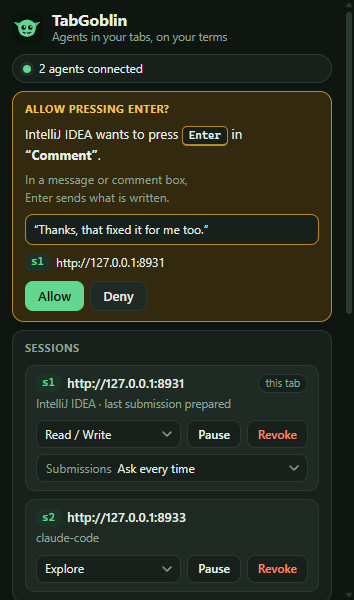 TabGoblin
Agents in your tabs, on your terms
2 agents connected
ALLOW PRESSING ENTER?
IntelliJ IDEA wants to press Enter in
“Comment”.
In a message or comment box,
Enter sends what is written.
“Thanks, that fixed it for me too.”
s1 http://127.0.0.1:8931
Allow Deny
SESSIONS
s1 http://127.0.0.1:8931 this tab
IntelliJ IDEA · last submission prepared
Read / Write Pause Revoke
Submissions Ask every time
s2 http://127.0.0.1:8933
claude-code
Explore Pause Revoke